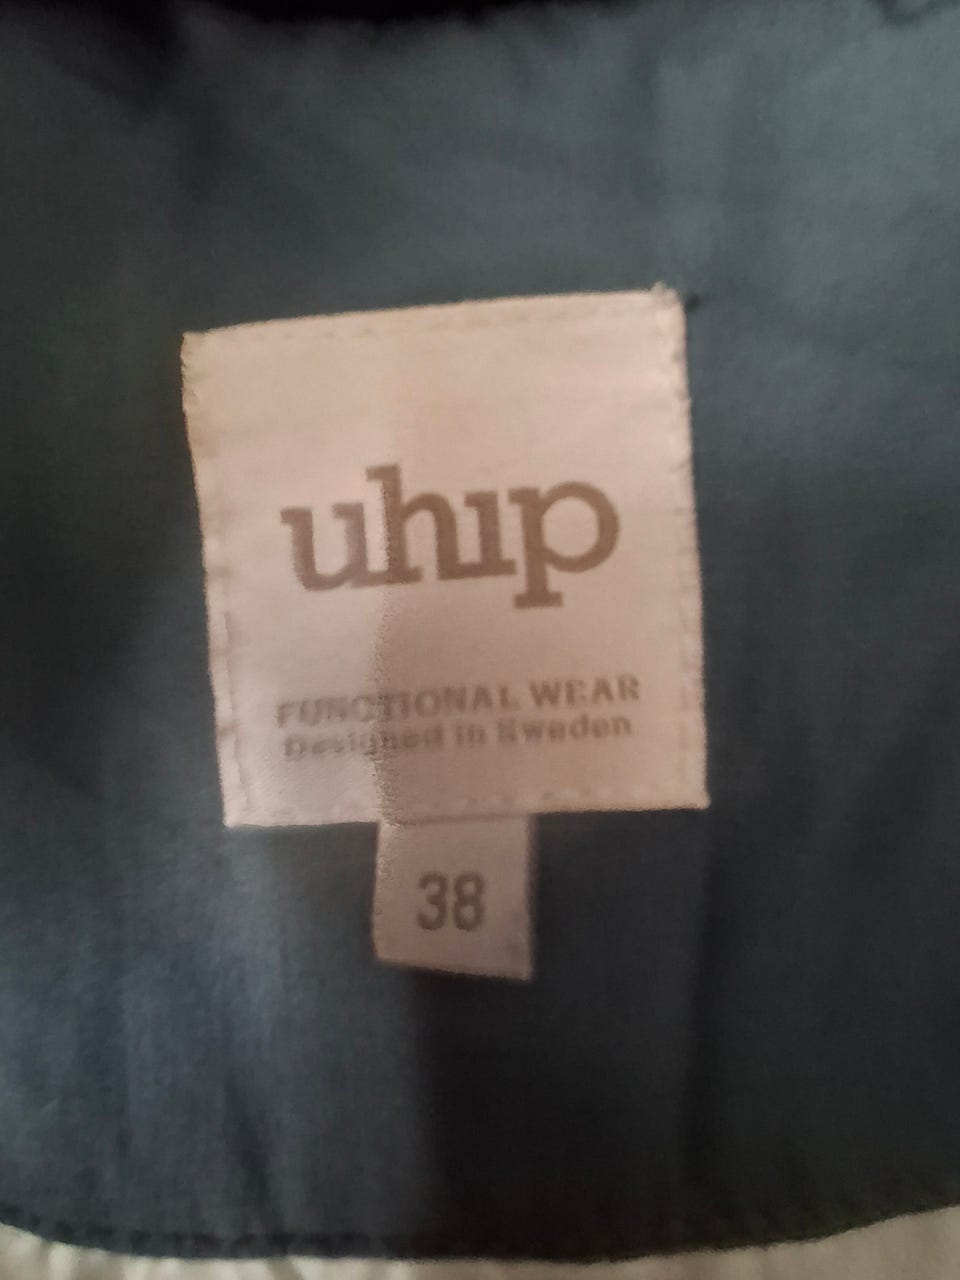 uhip
FUNCTIONAL WEAR
Designed in Sweden
38